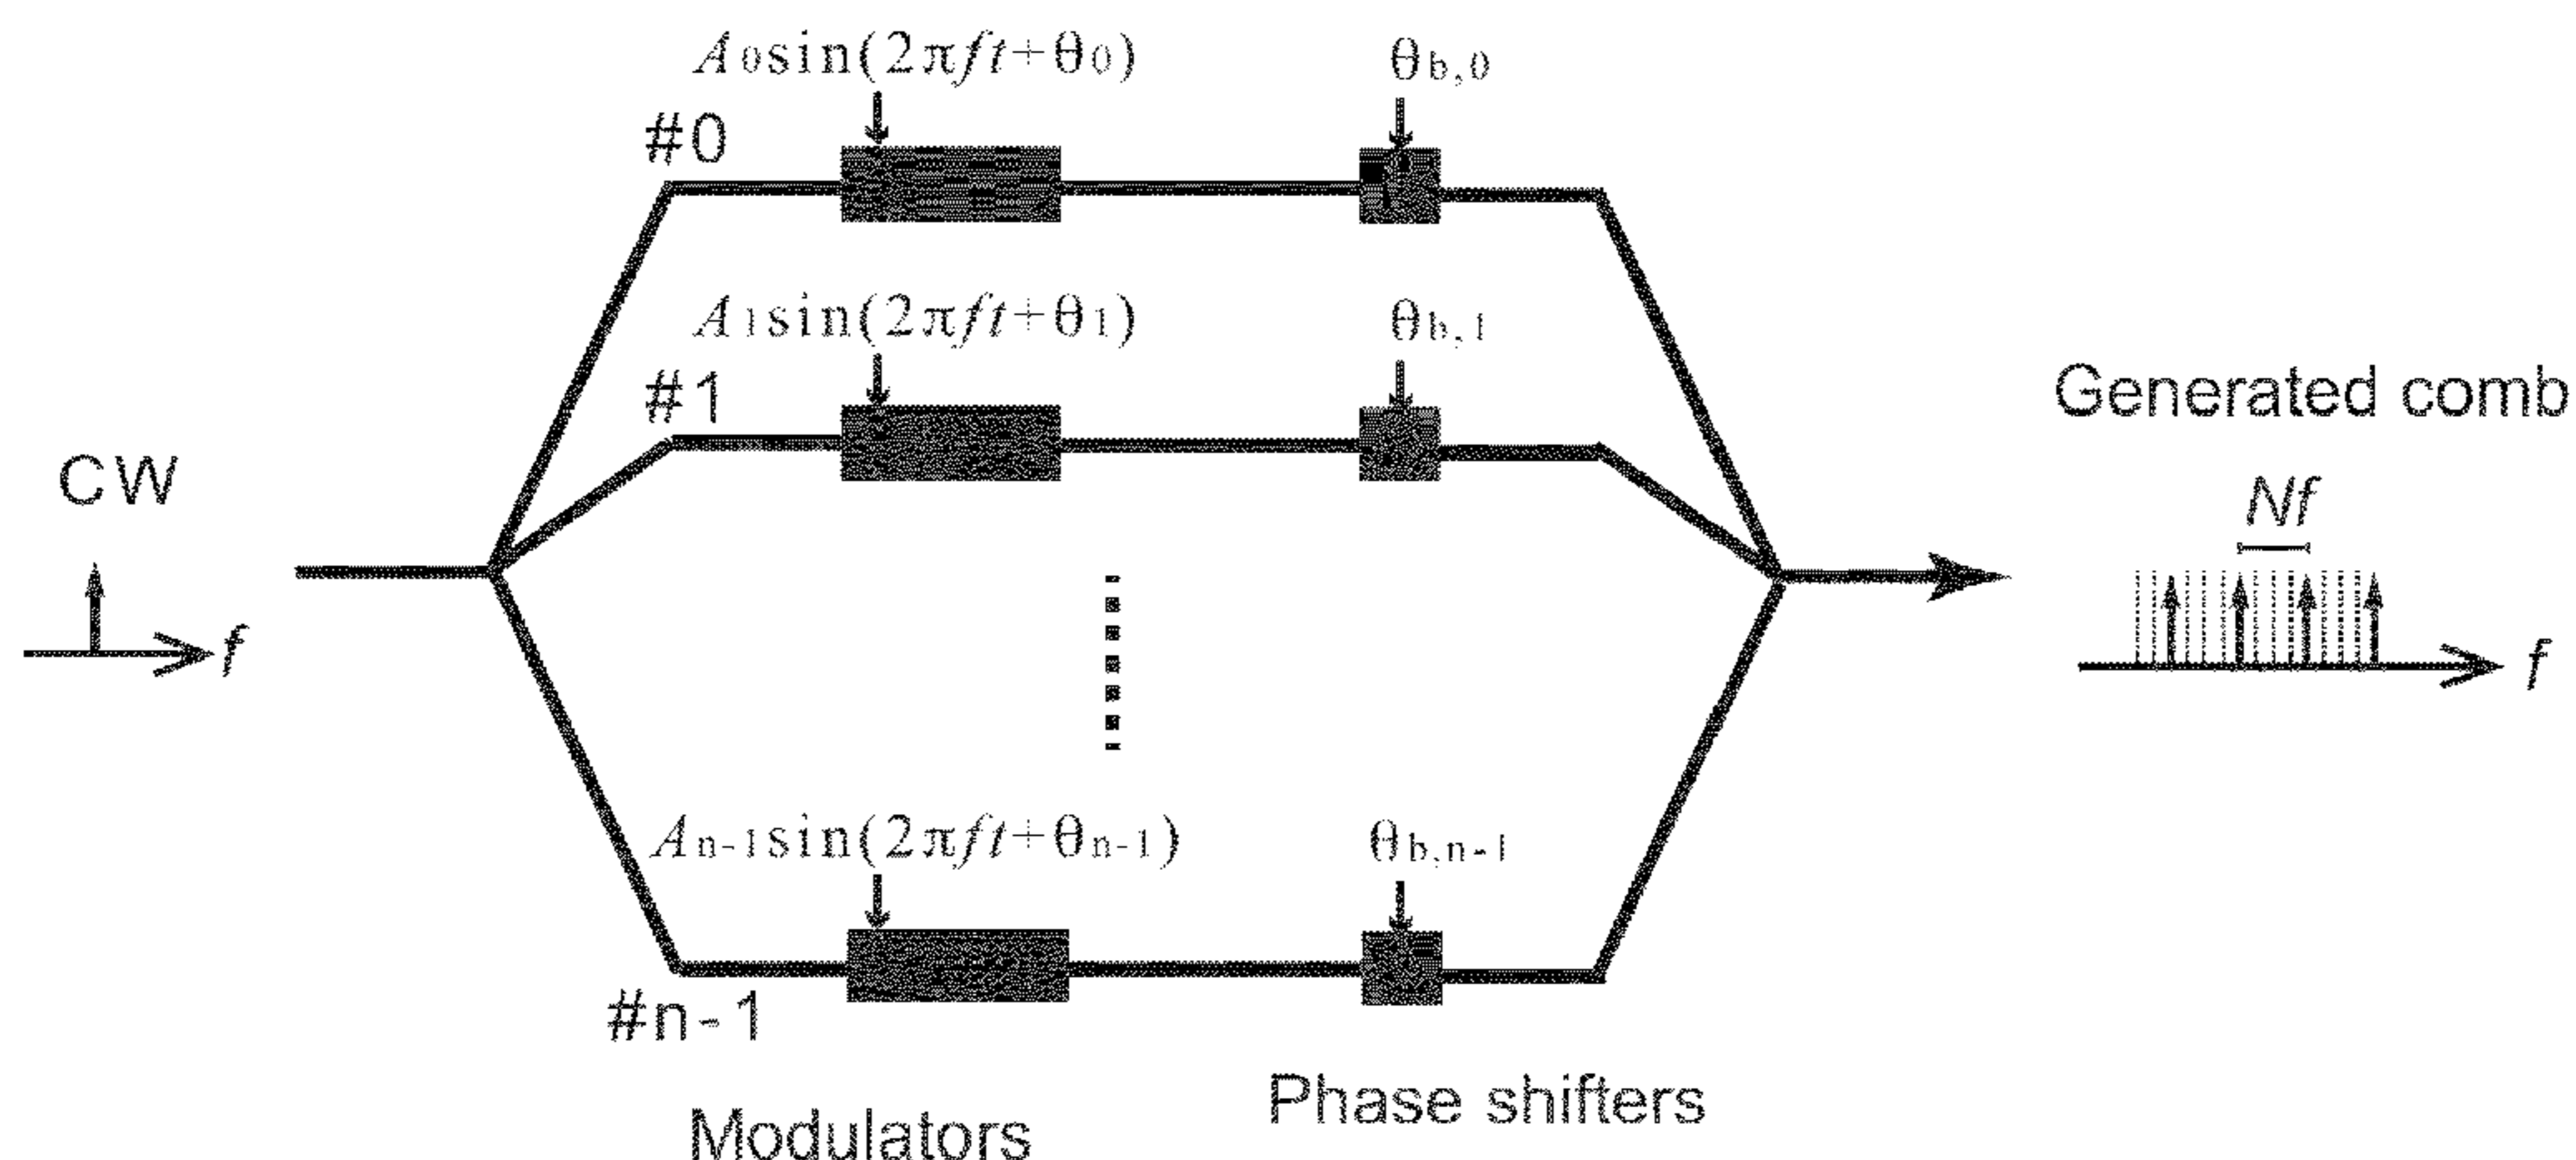 A0sin(2πft+θ0)
θb,0
#0
A1sin(2πft+θ1)
θb,1
#1
Generated comb
CW
Nf
f
f
An-1sin(2πft+θn-1)
θb,n-1
#n-1
Phase shifters
Modulators